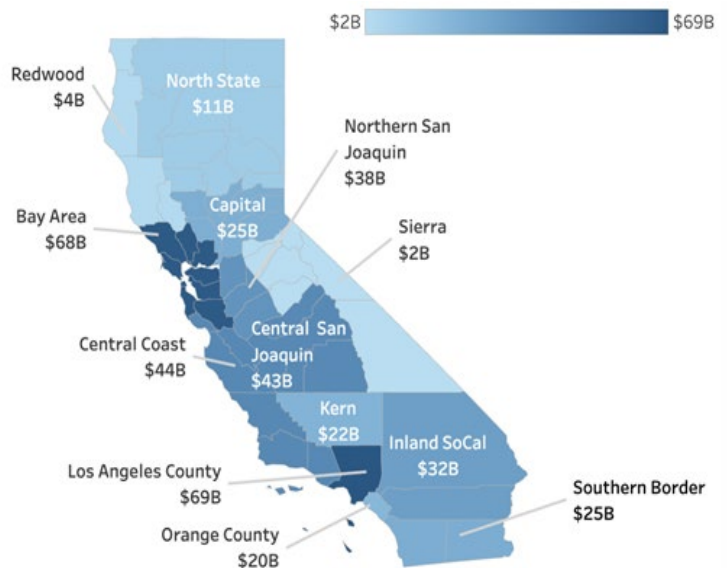 $2B
$69B
Redwood
$4B
North State
$11B
Northern San
Joaquin
$38B
Capital
$25B
Bay Area
$68B
Sierra
$2B
Central San
Joaquin
$43B
Central Coast
$44B
Kern
$22B
Inland SoCal
$32B
Los Angeles County
$69B
Southern Border
$25B
Orange County
$20B